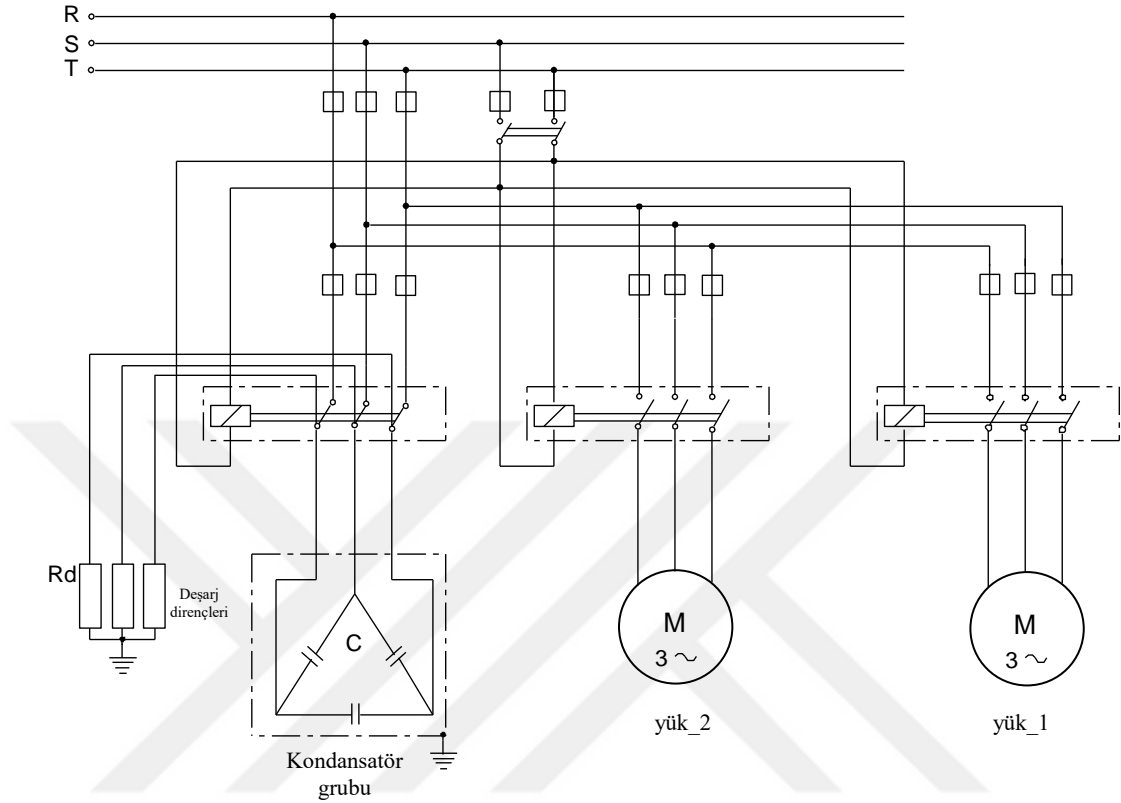 R
S
T
Rd
Deşarj
dirençleri
C
M
3 ~
M
3 ~
yük_2
yük_1
Kondansatör
grubu